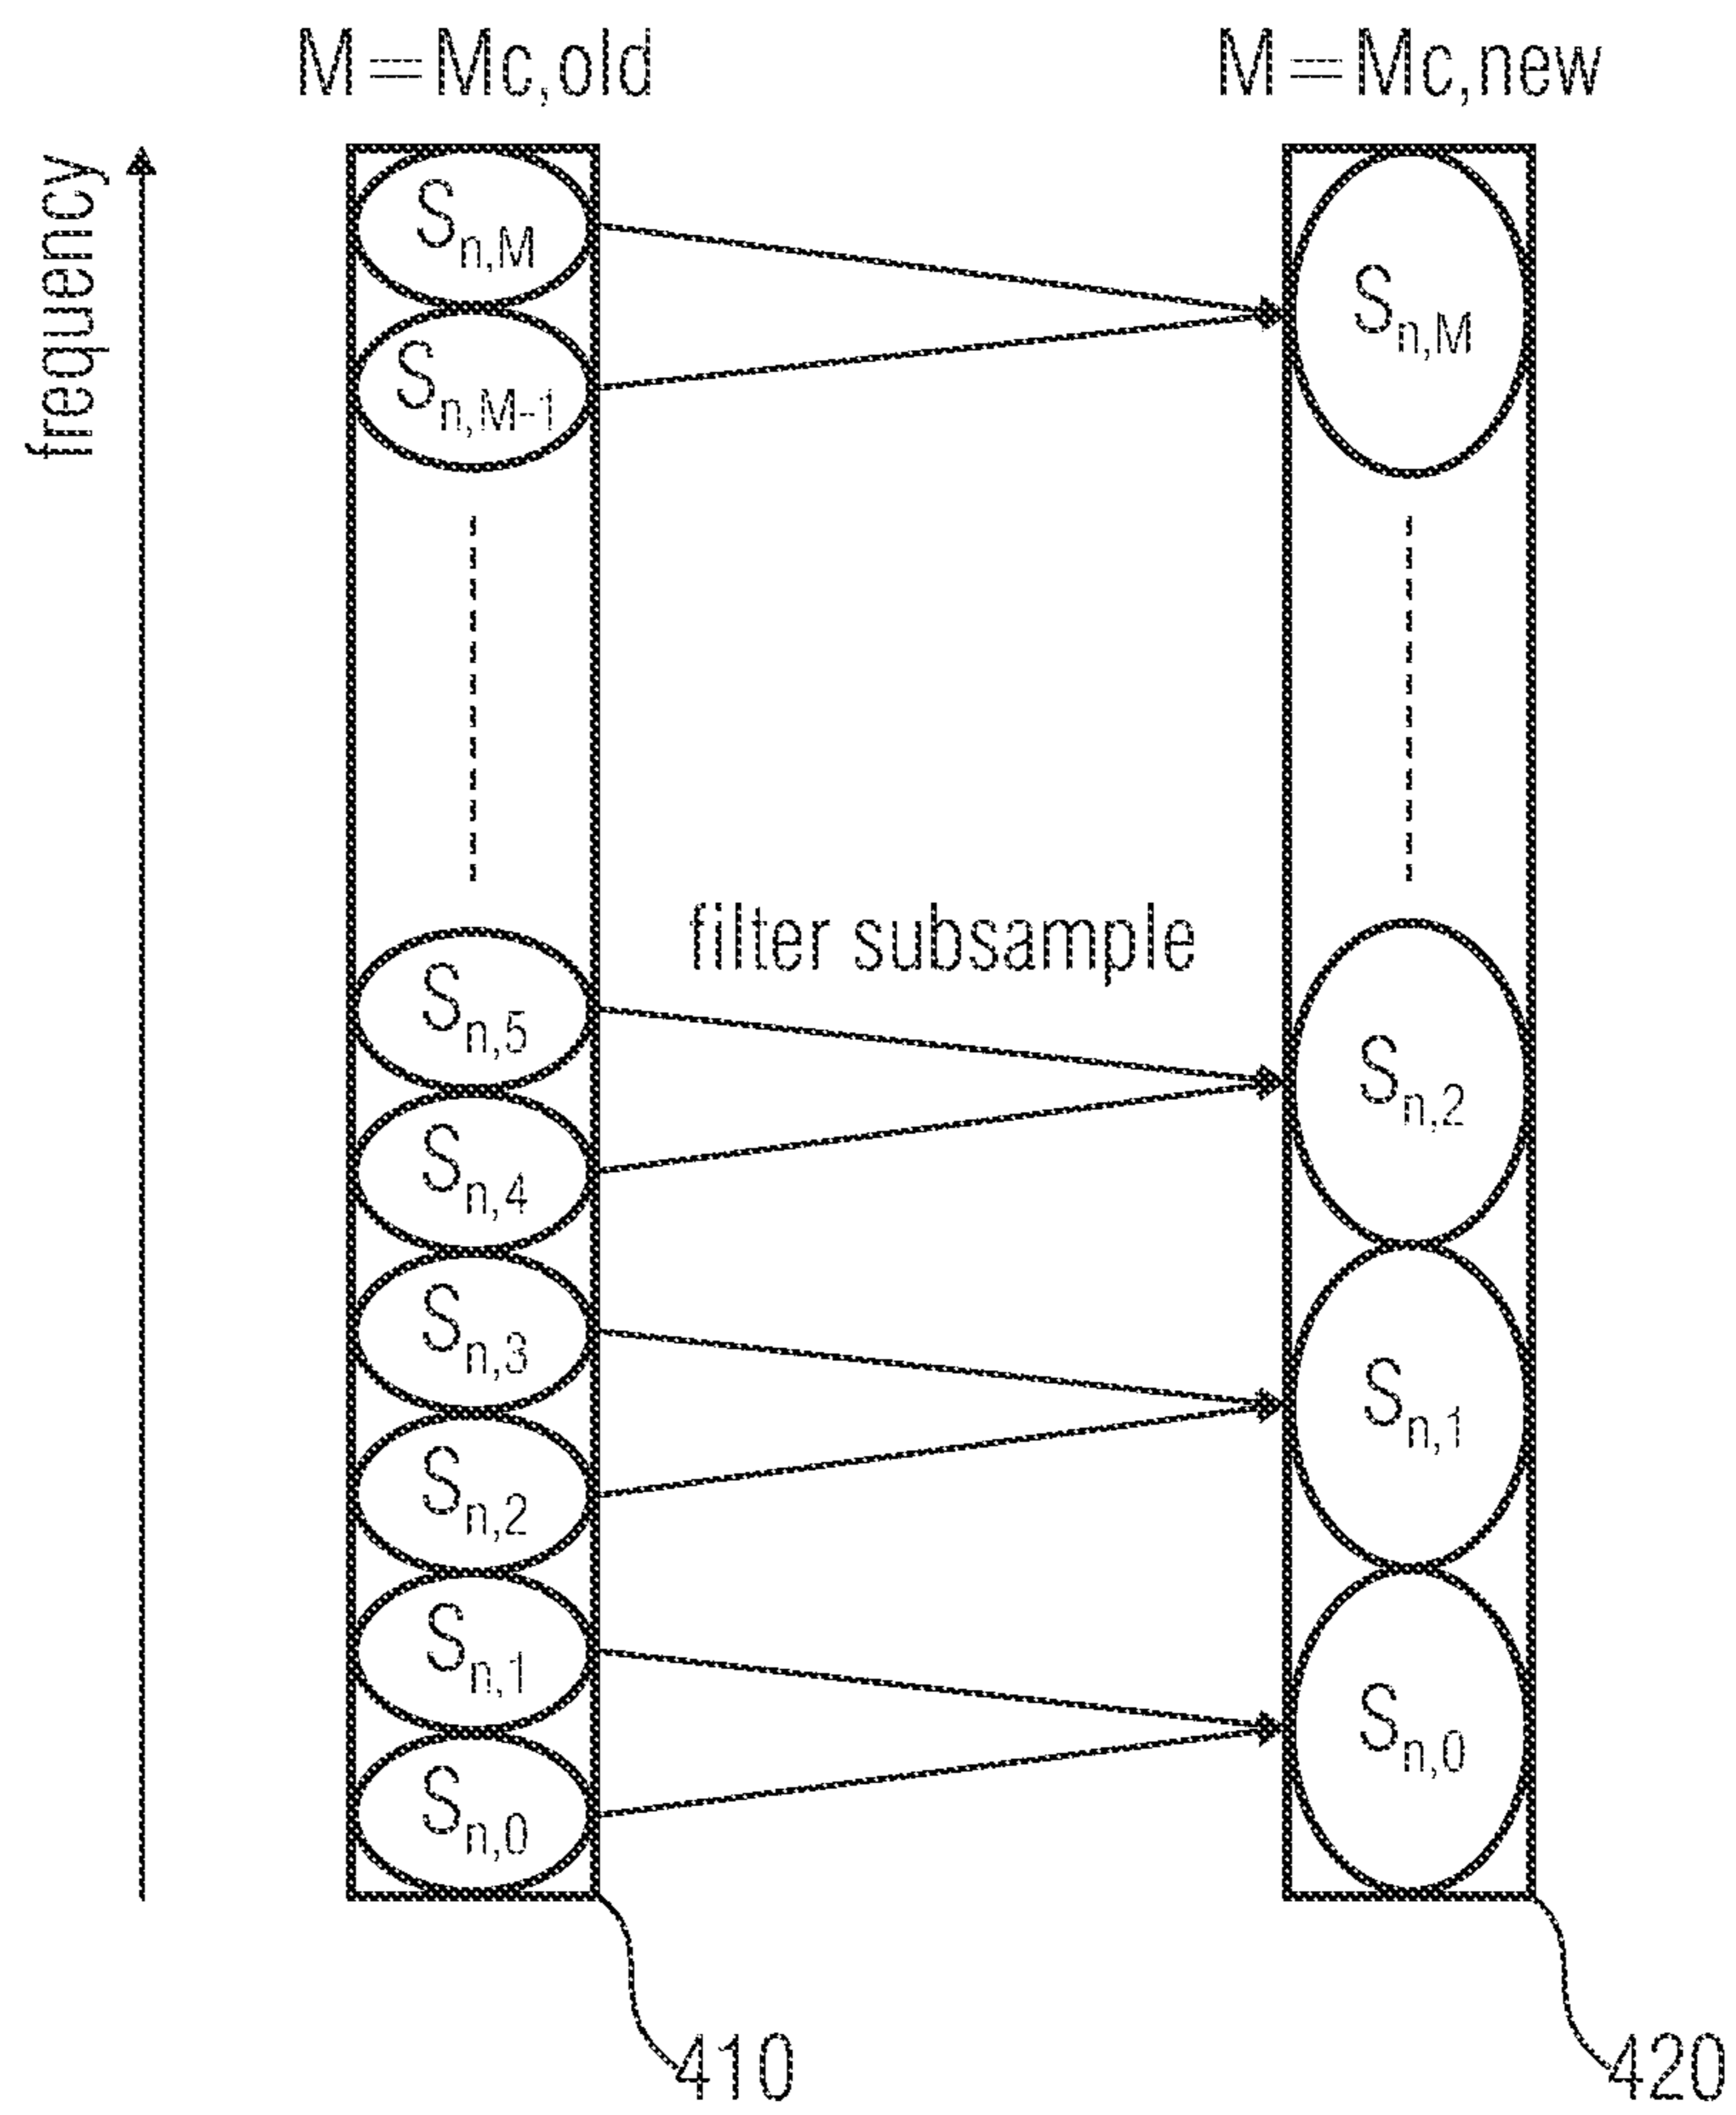 M=Mc,old
M=Mc,new
frequency
Sn,M
Sn,M-1
Sn,M
filter subsample
Sn,5
Sn,4
Sn,3
Sn,2
Sn,1
Sn,0
Sn,2
Sn,1
Sn,0
410
420